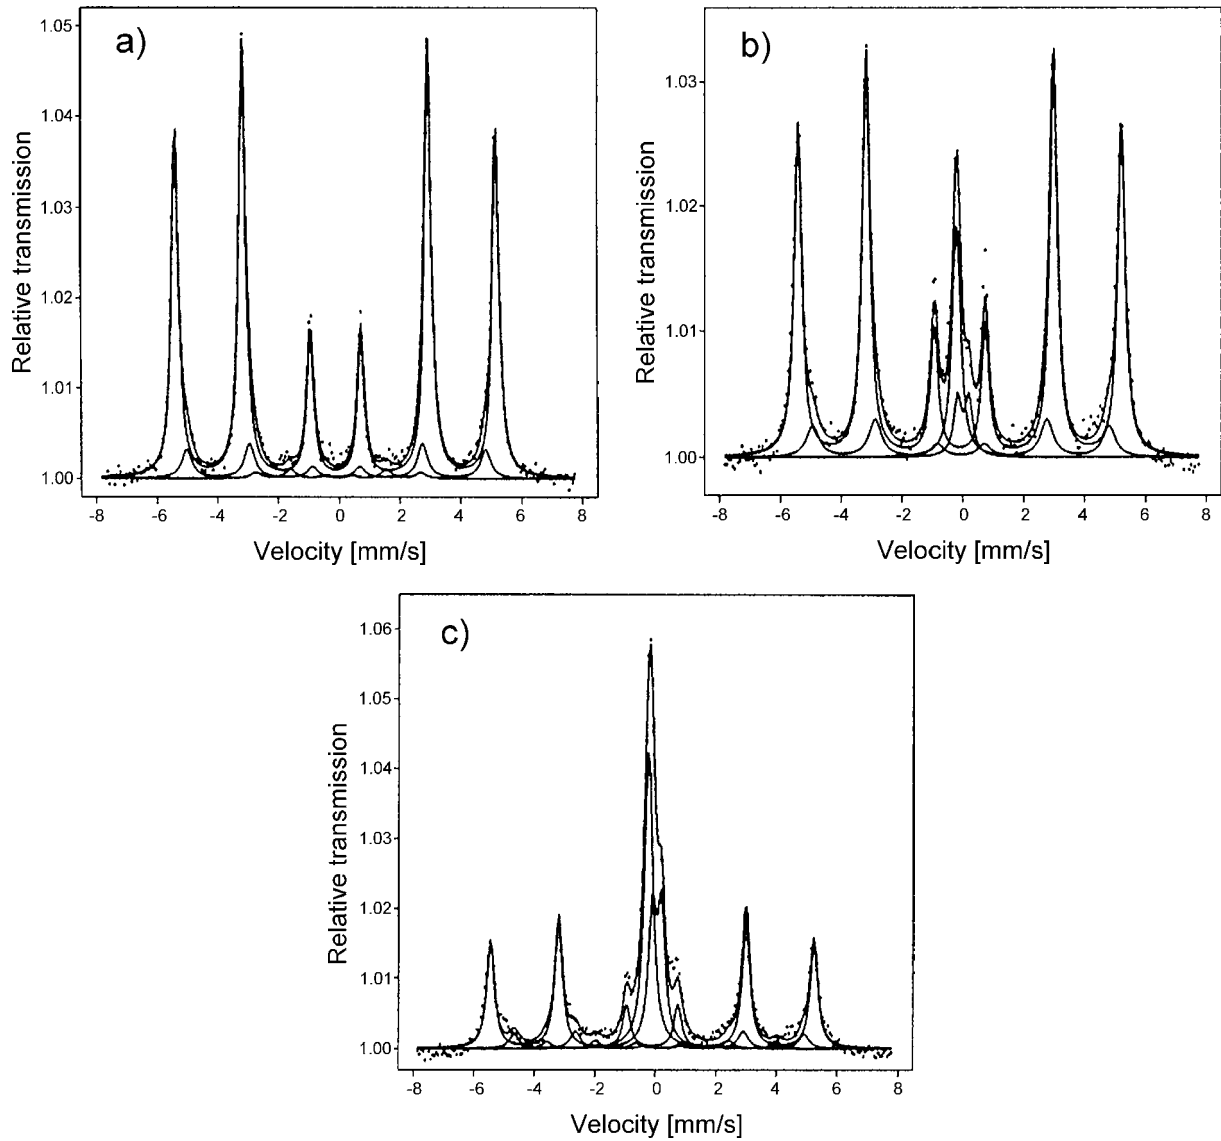 a)
Relative transmission
1.05
1.04
1.03
1.02
1.01
1.00
-8 -6 -4 -2 0 2 4 6 8
Velocity [mm/s]
b)
Relative transmission
1.03
1.02
1.01
1.00
-8 -6 -4 -2 0 2 4 6 8
Velocity [mm/s]
c)
Relative transmission
1.06
1.05
1.04
1.03
1.02
1.01
1.00
-8 -6 -4 -2 0 2 4 6 8
Velocity [mm/s]